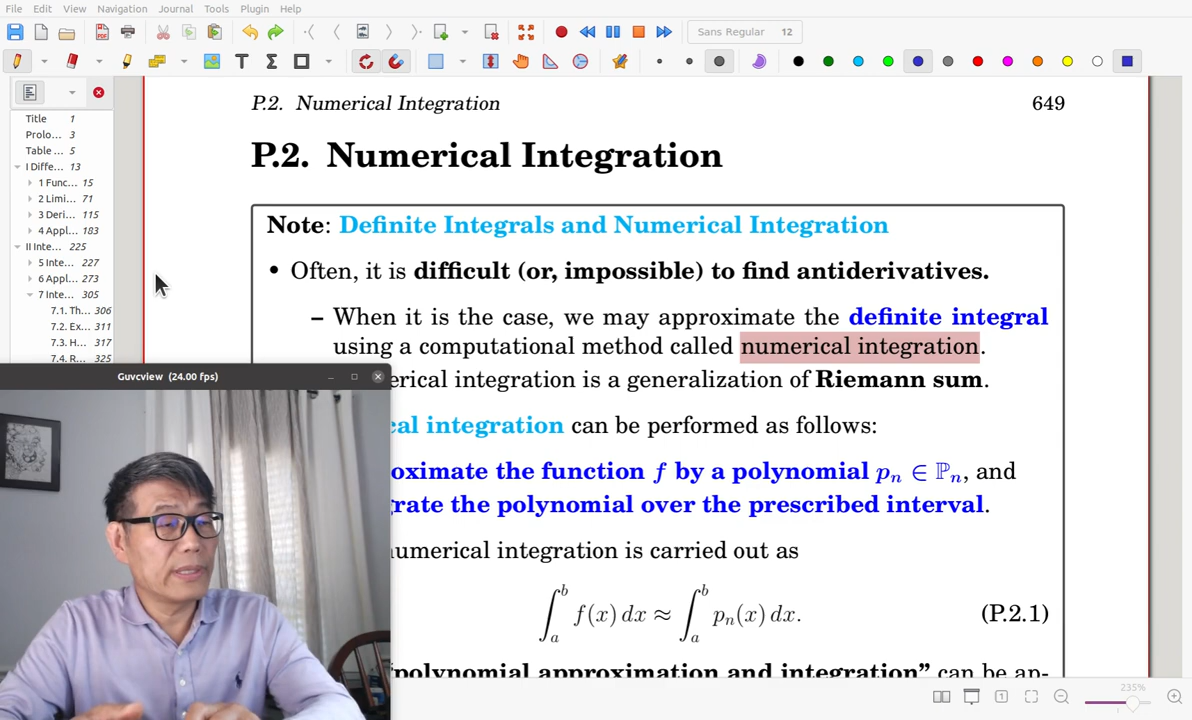 File Edit View Navigation Journal Tools Plugin Help
Sans Regular 12
Title 1
Prolo... 3
Table ... 5
I Diffe... 13
1 Func... 15
2 Limi... 71
3 Deri... 115
4 Appl... 183
II Inte... 225
5 Inte... 227
6 Appl... 273
7 Inte... 305
7.1. Th... 306
7.2. Ex... 311
7.3. H... 317
7.4. R... 325
P.2. Numerical Integration 649
P.2. Numerical Integration
Note: Definite Integrals and Numerical Integration
• Often, it is difficult (or, impossible) to find antiderivatives.
– When it is the case, we may approximate the definite integral
using a computational method called numerical integration.
erical integration is a generalization of Riemann sum.
cal integration can be performed as follows:
oximate the function f by a polynomial pₙ ∈ ℙₙ, and
grate the polynomial over the prescribed interval.
numerical integration is carried out as
∫ₐᵇ f(x) dx ≈ ∫ₐᵇ pₙ(x) dx. (P.2.1)
"polynomial approximation and integration" can be ap-
Guvcview (24.00 fps)
235%